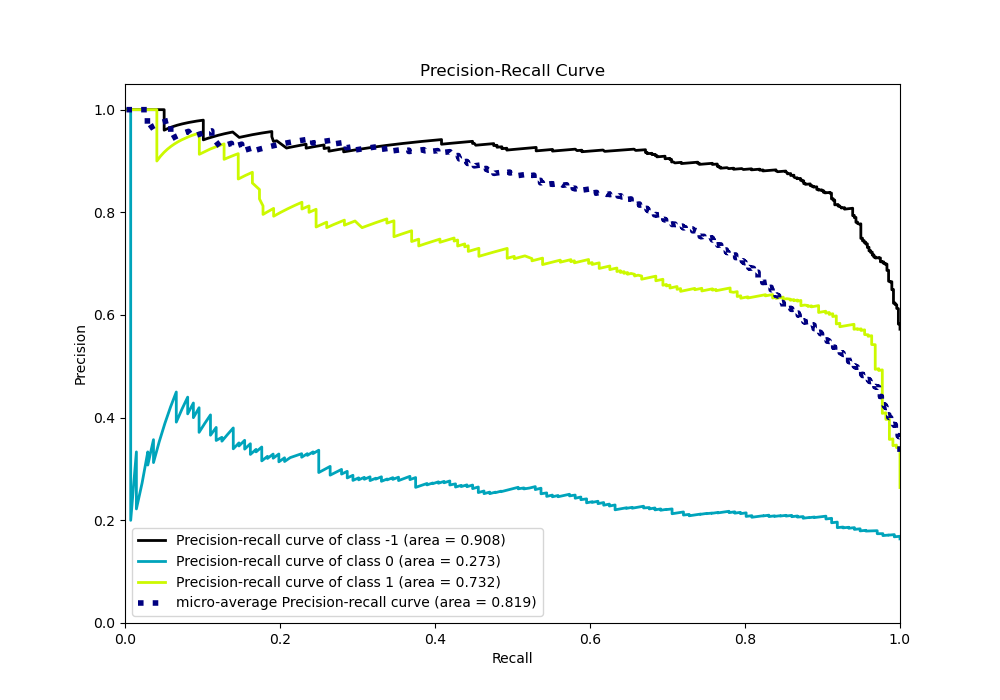 Precision-Recall Curve
1.0
0.8
0.6
0.4
0.2
0.0
Precision
Precision-recall curve of class -1 (area = 0.908)
Precision-recall curve of class 0 (area = 0.273)
Precision-recall curve of class 1 (area = 0.732)
micro-average Precision-recall curve (area = 0.819)
0.0 0.2 0.4 0.6 0.8 1.0
Recall